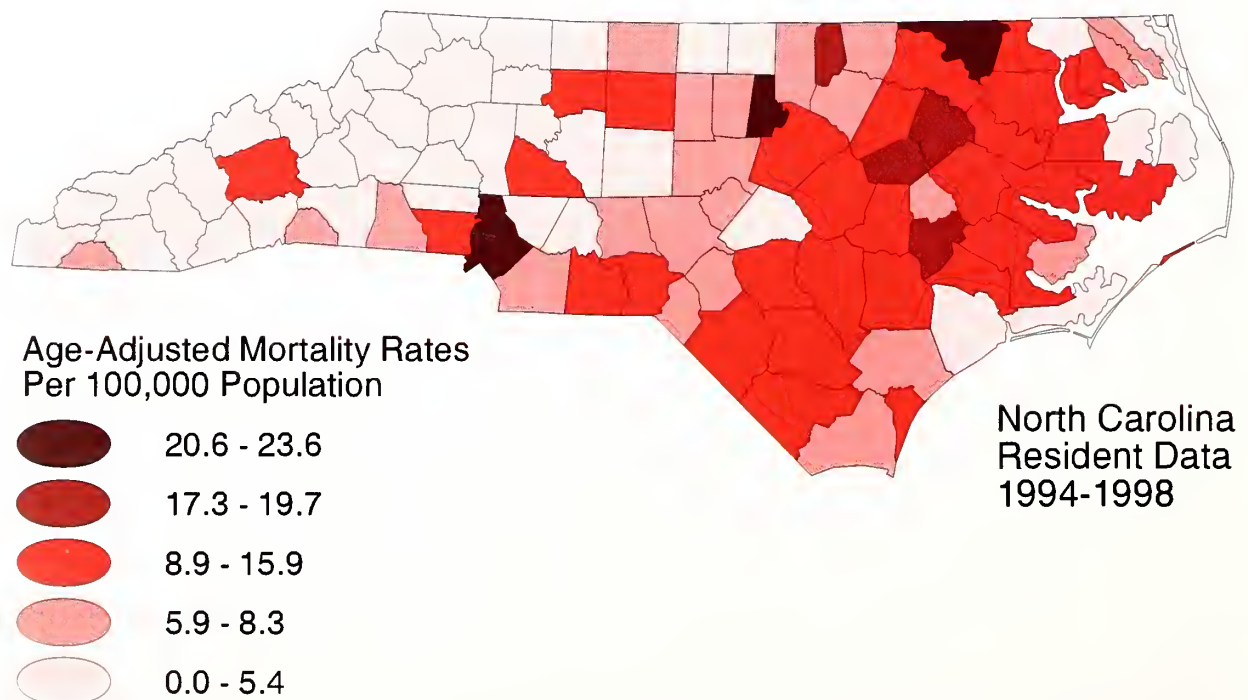 Age-Adjusted Mortality Rates
Per 100,000 Population
20.6 - 23.6
17.3 - 19.7
8.9 - 15.9
5.9 - 8.3
0.0 - 5.4
North Carolina
Resident Data
1994-1998